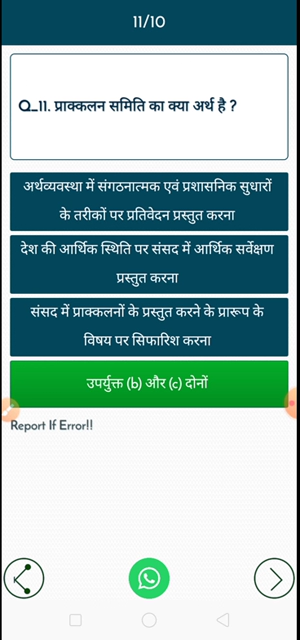 11/10
Q_11. प्राक्कलन समिति का क्या अर्थ है ?
अर्थव्यवस्था में संगठनात्मक एवं प्रशासनिक सुधारों
के तरीकों पर प्रतिवेदन प्रस्तुत करना
देश की आर्थिक स्थिति पर संसद में आर्थिक सर्वेक्षण
प्रस्तुत करना
संसद में प्राक्कलनों के प्रस्तुत करने के प्रारूप के
विषय पर सिफारिश करना
उपर्युक्त (b) और (c) दोनों
Report If Error!!